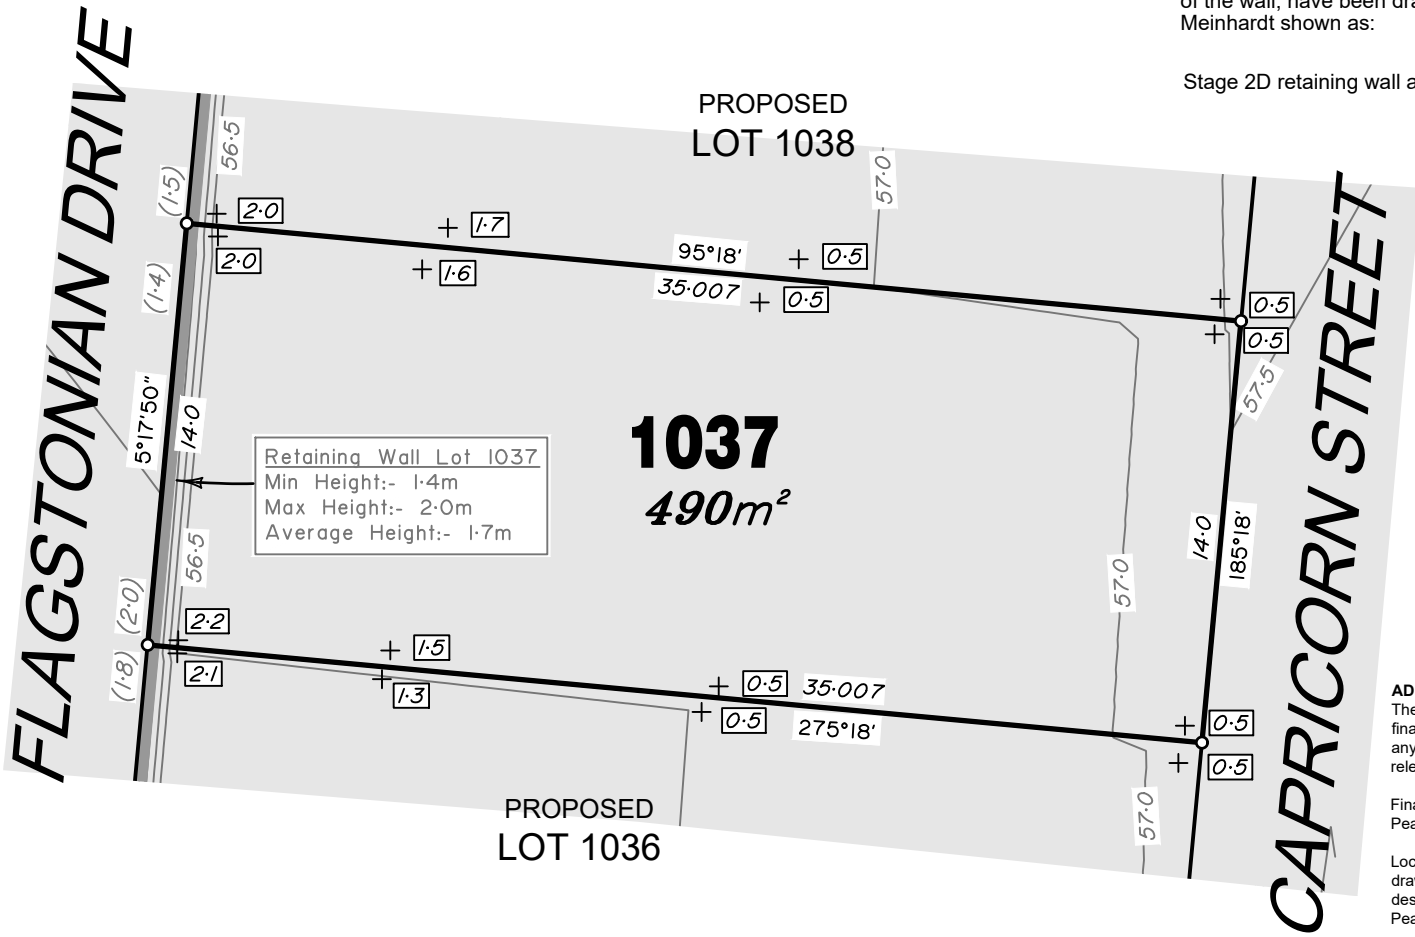 of the wall, have been dra
Meinhardt shown as:
Stage 2D retaining wall a
PROPOSED
LOT 1038
FLAGSTONIAN DRIVE
CAPRICORN STREET
56·5
57·0
(1·5)
2·0
1·7
95°18'
0·5
2·0
1·6
35·007
0·5
0·5
0·5
(1·4)
57·5
5°17'50"
14·0
1037
490m²
Retaining Wall Lot 1037
Min Height:- 1·4m
Max Height:- 2·0m
Average Height:- 1·7m
56·5
57·0
14·0
185°18'
(2·0)
2·2
1·5
0·5
35·007
0·5
(1·8)
2·1
1·3
0·5
275°18'
0·5
57·0
PROPOSED
LOT 1036
AD
The
fina
any
rele
Fina
Pea
Loc
drav
des
Pea